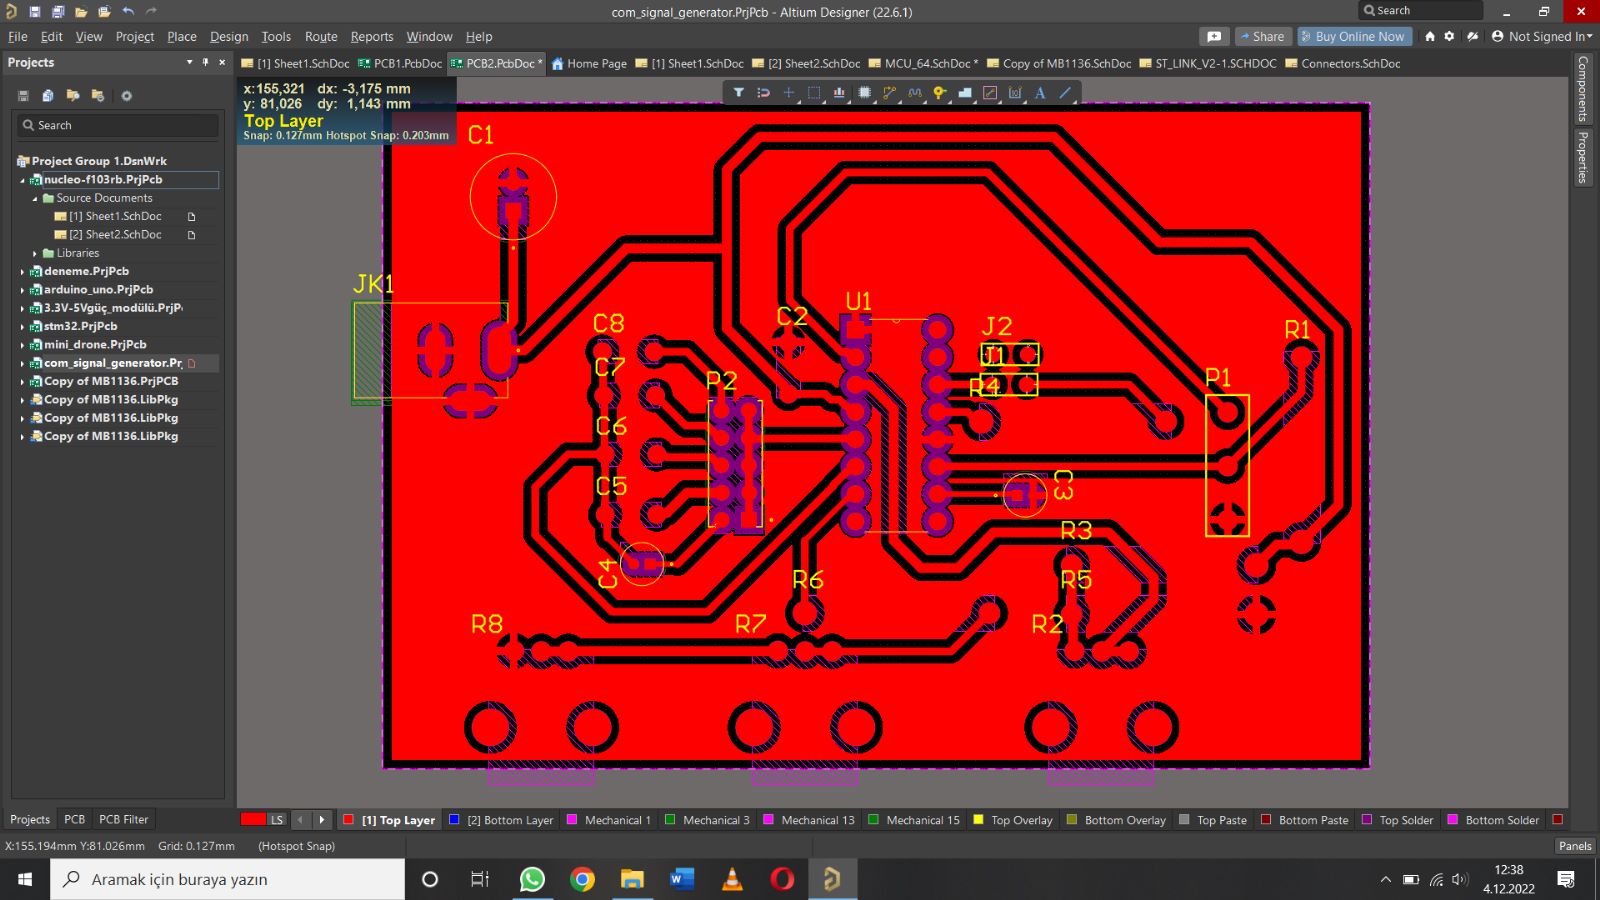 com_signal_generator.PrjPcb - Altium Designer (22.6.1)
Search
File Edit View Project Place Design Tools Route Reports Window Help
Share
Buy Online Now
Not Signed In
Projects
[1] Sheet1.SchDoc
PCB1.PcbDoc
PCB2.PcbDoc *
Home Page
[1] Sheet1.SchDoc
[2] Sheet2.SchDoc
MCU_64.SchDoc *
Copy of MB1136.SchDoc
ST_LINK_V2-1.SCHDOC
Connectors.SchDoc
x:155,321 dx: -3,175 mm
y: 81,026 dy: 1,143 mm
Top Layer
Snap: 0.127mm Hotspot Snap: 0.203mm
Components
Properties
Search
Project Group 1.DsnWrk
nucleo-f103rb.PrjPcb
Source Documents
[1] Sheet1.SchDoc
[2] Sheet2.SchDoc
Libraries
deneme.PrjPcb
arduino_uno.PrjPcb
3.3V-5Vgüç_modülü.PrjP
stm32.PrjPcb
mini_drone.PrjPcb
com_signal_generator.Pr
Copy of MB1136.PrjPCB
Copy of MB1136.LibPkg
Copy of MB1136.LibPkg
Copy of MB1136.LibPkg
C1
JK1
U1
C8
C2
J2
R1
C7
J1
P2
R4
P1
C6
C5
C3
R3
C4
R6
R5
R8
R7
R2
Projects PCB PCB Filter
LS
[1] Top Layer
[2] Bottom Layer
Mechanical 1
Mechanical 3
Mechanical 13
Mechanical 15
Top Overlay
Bottom Overlay
Top Paste
Bottom Paste
Top Solder
Bottom Solder
X:155.194mm Y:81.026mm Grid: 0.127mm (Hotspot Snap)
Panels
Aramak için buraya yazın
12:38
4.12.2022